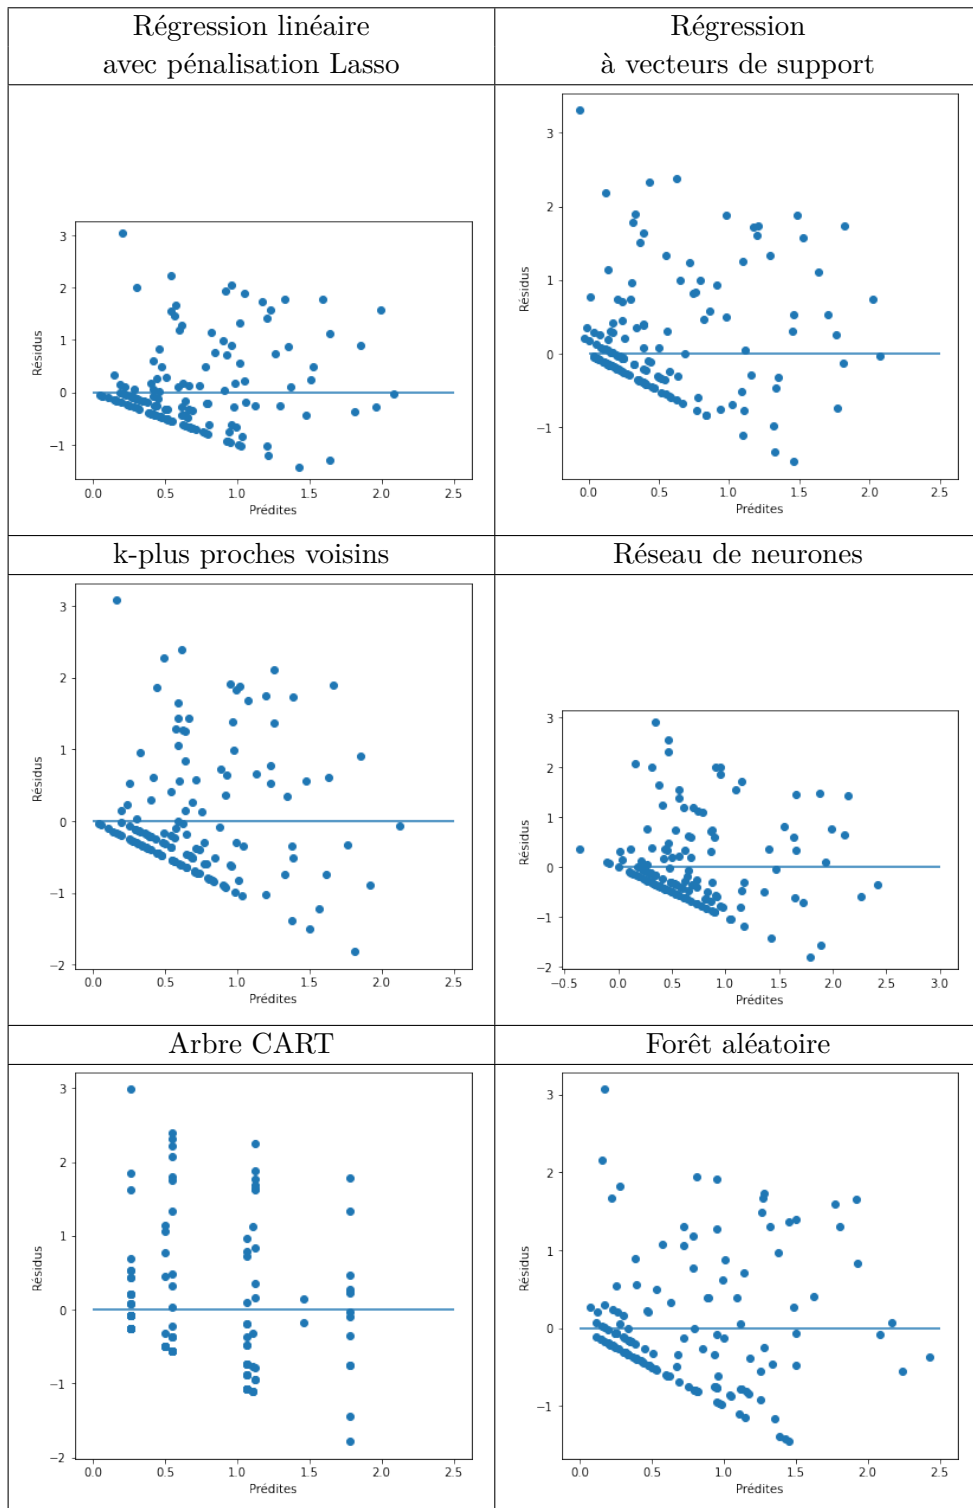 Régression linéaire
avec pénalisation Lasso
Régression
à vecteurs de support
3
2
1
0
−1
Résidus
0.0 0.5 1.0 1.5 2.0 2.5
Prédites
3
2
1
0
−1
Résidus
0.0 0.5 1.0 1.5 2.0 2.5
Prédites
k-plus proches voisins
Réseau de neurones
3
2
1
0
−1
−2
Résidus
0.0 0.5 1.0 1.5 2.0 2.5
Prédites
3
2
1
0
−1
−2
Résidus
−0.5 0.0 0.5 1.0 1.5 2.0 2.5 3.0
Prédites
Arbre CART
Forêt aléatoire
3
2
1
0
−1
−2
Résidus
0.0 0.5 1.0 1.5 2.0 2.5
Prédites
3
2
1
0
−1
Résidus
0.0 0.5 1.0 1.5 2.0 2.5
Prédites